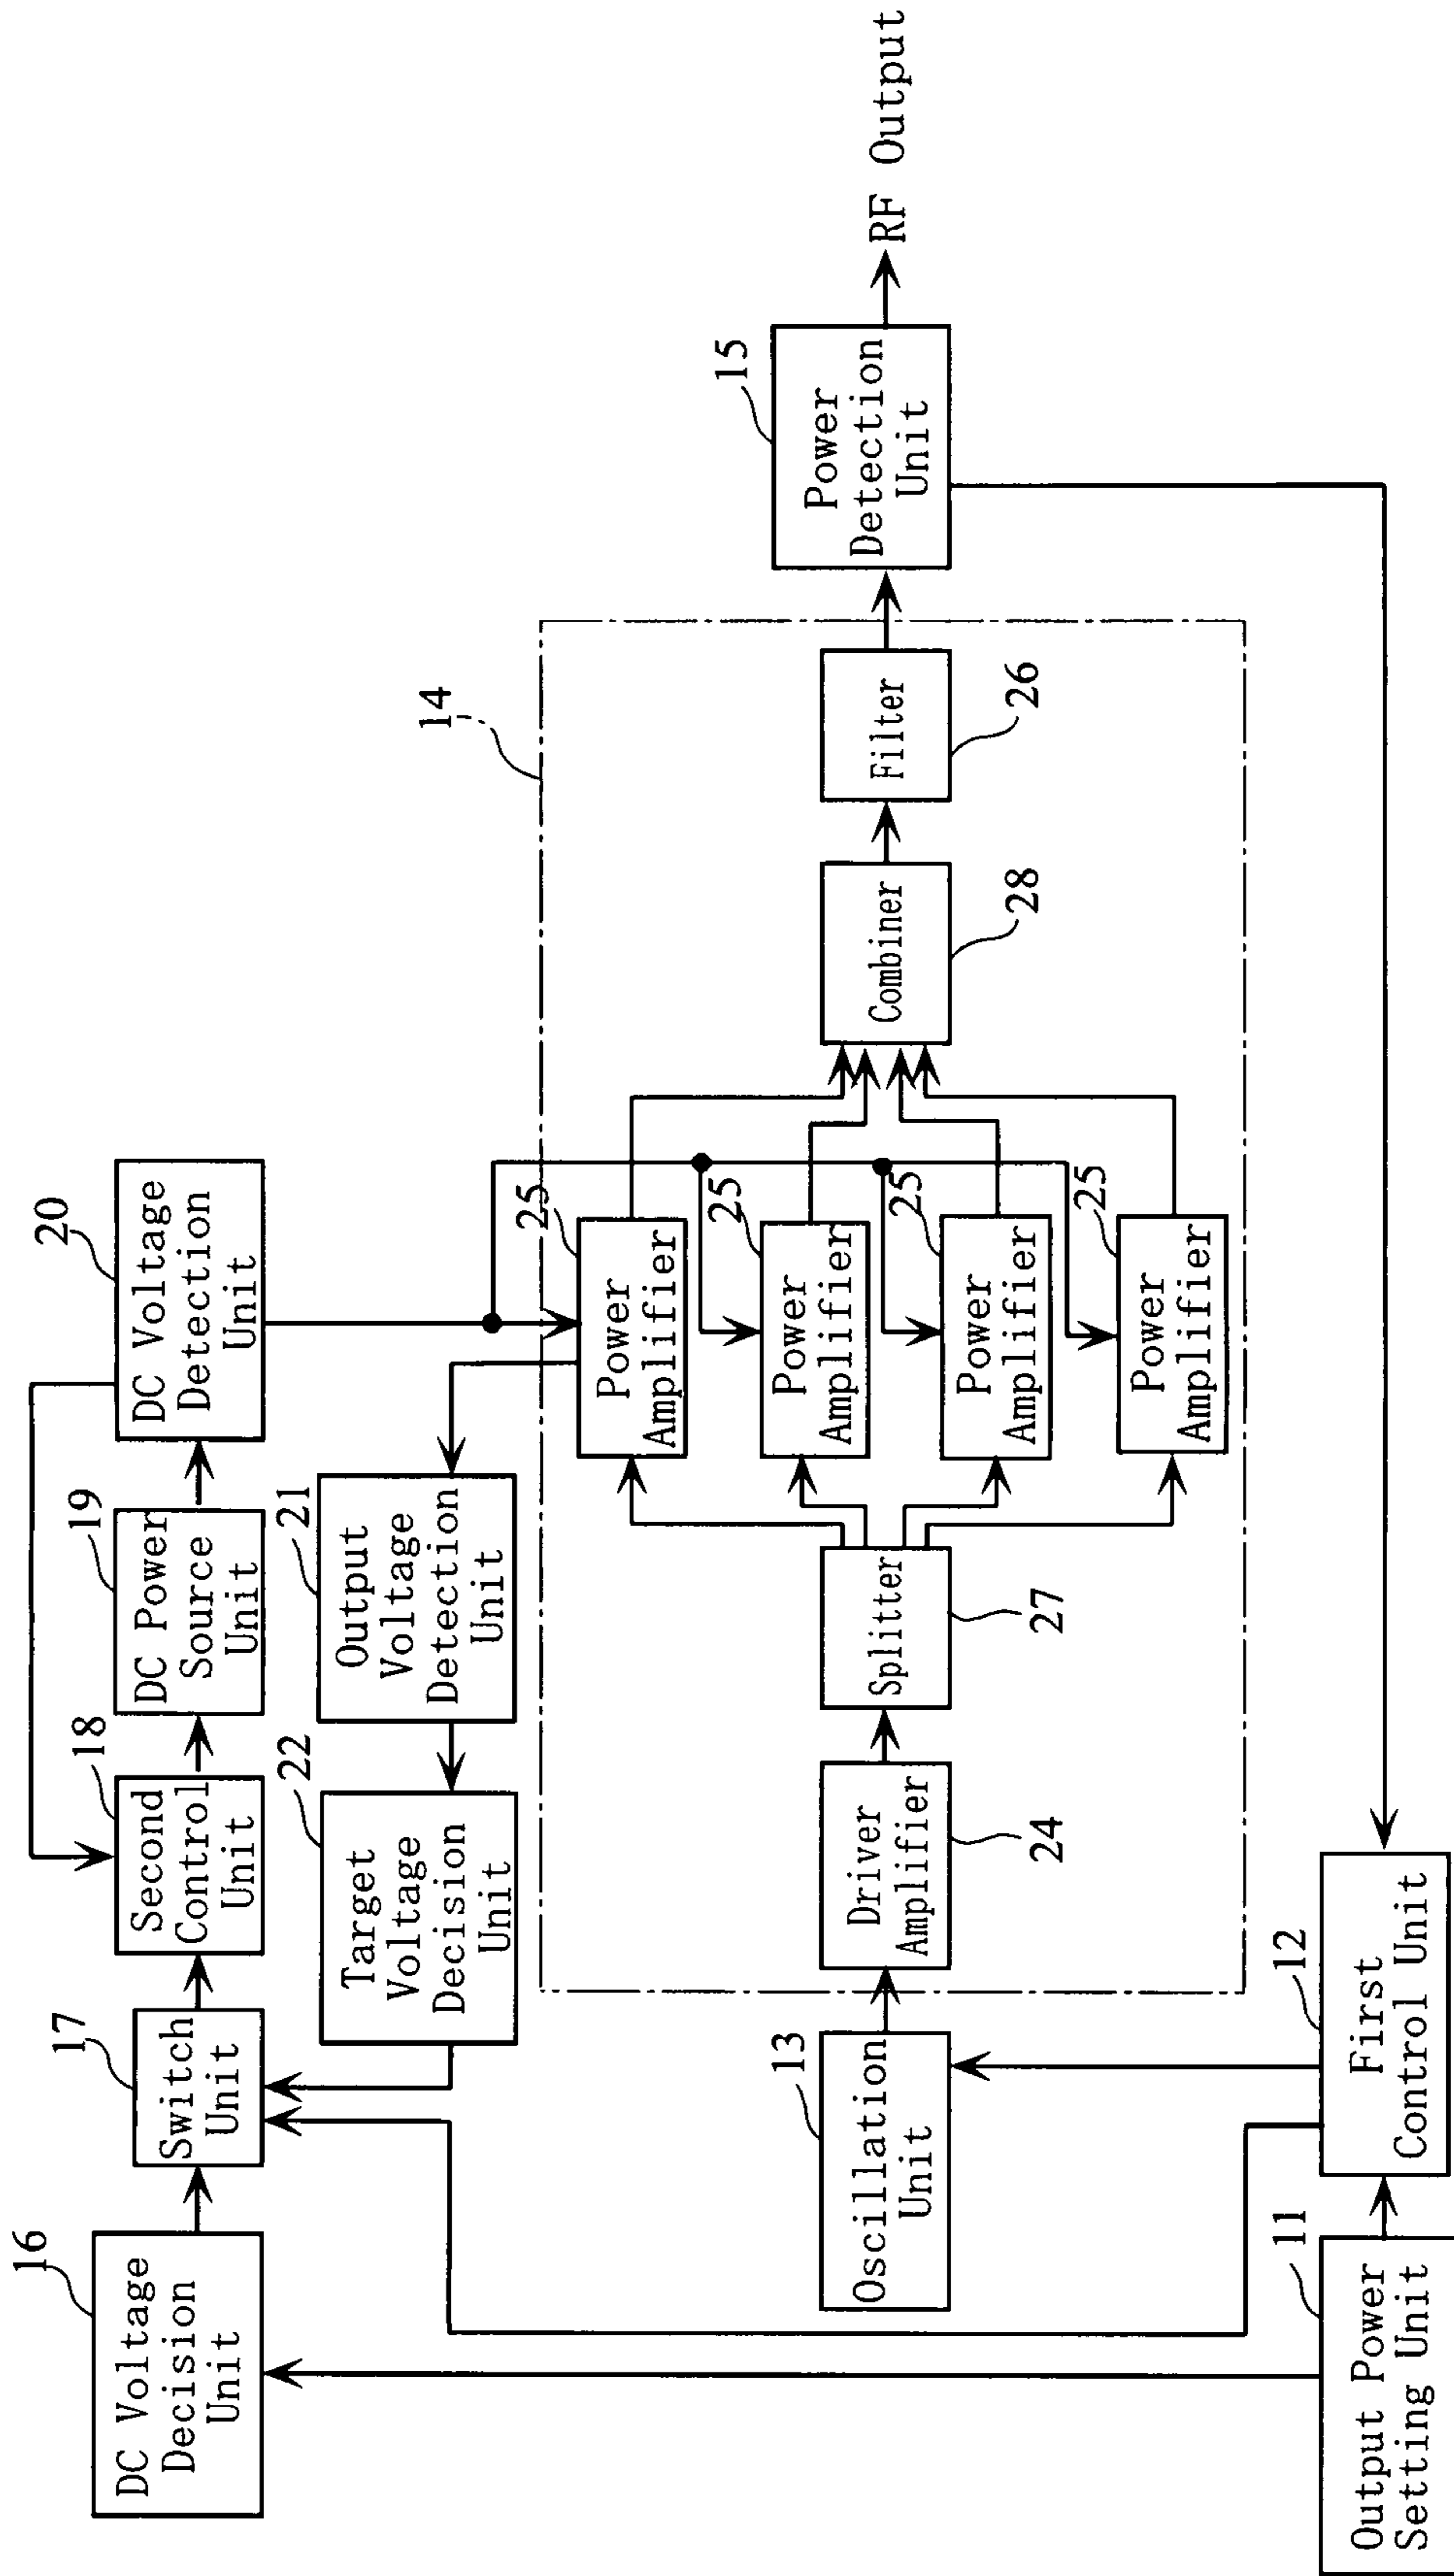 16
DC Voltage
Decision
Unit
17
Switch
Unit
18
Second
Control
Unit
19
DC Power
Source
Unit
20
DC Voltage
Detection
Unit
22
Target
Voltage
Decision
Unit
21
Output
Voltage
Detection
Unit
14
25
Power
Amplifier
25
Power
Amplifier
25
Power
Amplifier
25
Power
Amplifier
13
Oscillation
Unit
Driver
Amplifier
24
Splitter
27
Combiner
28
Filter
26
15
Power
Detection
Unit
RF Output
11
Output Power
Setting Unit
12
First
Control Unit